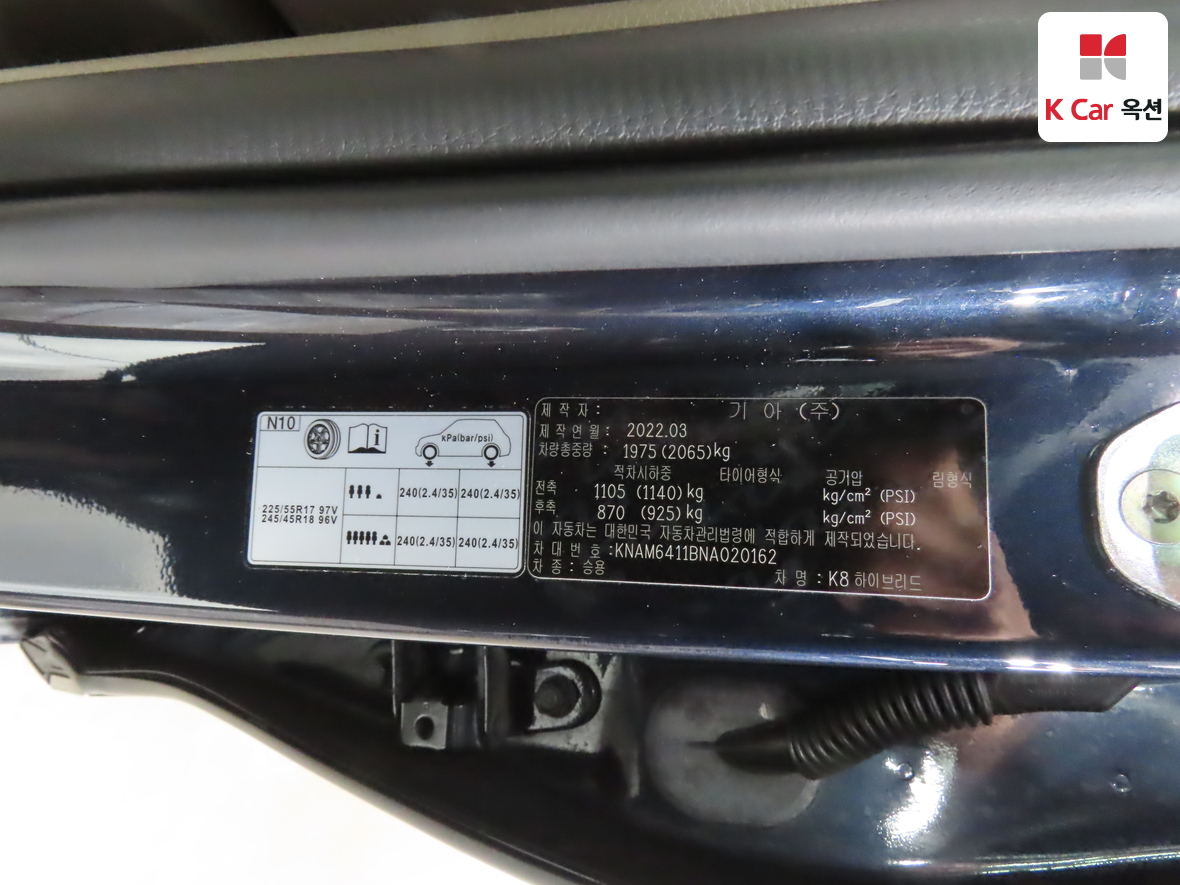 K Car 옥션
N10
kPa(bar/psi)
225/55R17 97V
245/45R18 96V
240(2.4/35) 240(2.4/35)
240(2.4/35) 240(2.4/35)
제 작 자 : 기 아 (주)
제 작 연 월 : 2022.03
차량총중량 : 1975 (2065)kg
적차시하중 타이어형식 공기압 림형식
전축 1105 (1140)kg kg/cm² (PSI)
후축 870 (925)kg kg/cm² (PSI)
이 자동차는 대한민국 자동차관리법령에 적합하게 제작되었습니다.
차 대 번 호 :KNAM6411BNA020162
차 종 : 승용 차 명 : K8 하이브리드